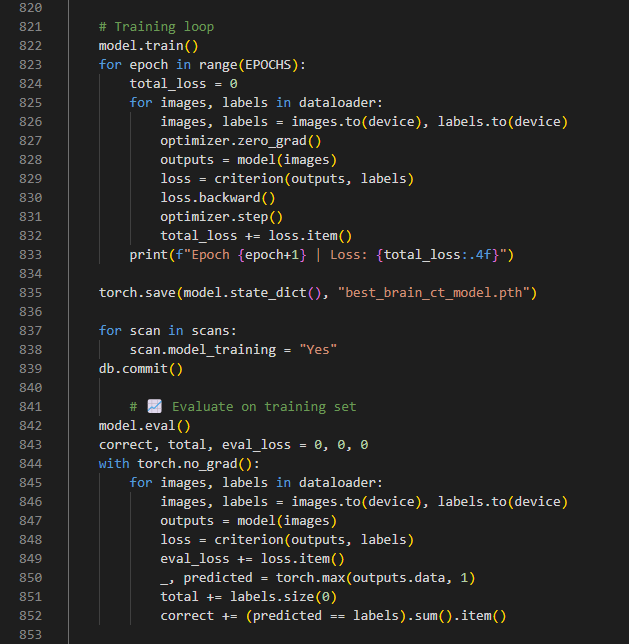 820
821 # Training loop
822 model.train()
823 for epoch in range(EPOCHS):
824     total_loss = 0
825     for images, labels in dataloader:
826         images, labels = images.to(device), labels.to(device)
827         optimizer.zero_grad()
828         outputs = model(images)
829         loss = criterion(outputs, labels)
830         loss.backward()
831         optimizer.step()
832         total_loss += loss.item()
833     print(f"Epoch {epoch+1} | Loss: {total_loss:.4f}")
834
835 torch.save(model.state_dict(), "best_brain_ct_model.pth")
836
837 for scan in scans:
838     scan.model_training = "Yes"
839 db.commit()
840
841     # 📈 Evaluate on training set
842 model.eval()
843 correct, total, eval_loss = 0, 0, 0
844 with torch.no_grad():
845     for images, labels in dataloader:
846         images, labels = images.to(device), labels.to(device)
847         outputs = model(images)
848         loss = criterion(outputs, labels)
849         eval_loss += loss.item()
850         _, predicted = torch.max(outputs.data, 1)
851         total += labels.size(0)
852         correct += (predicted == labels).sum().item()
853